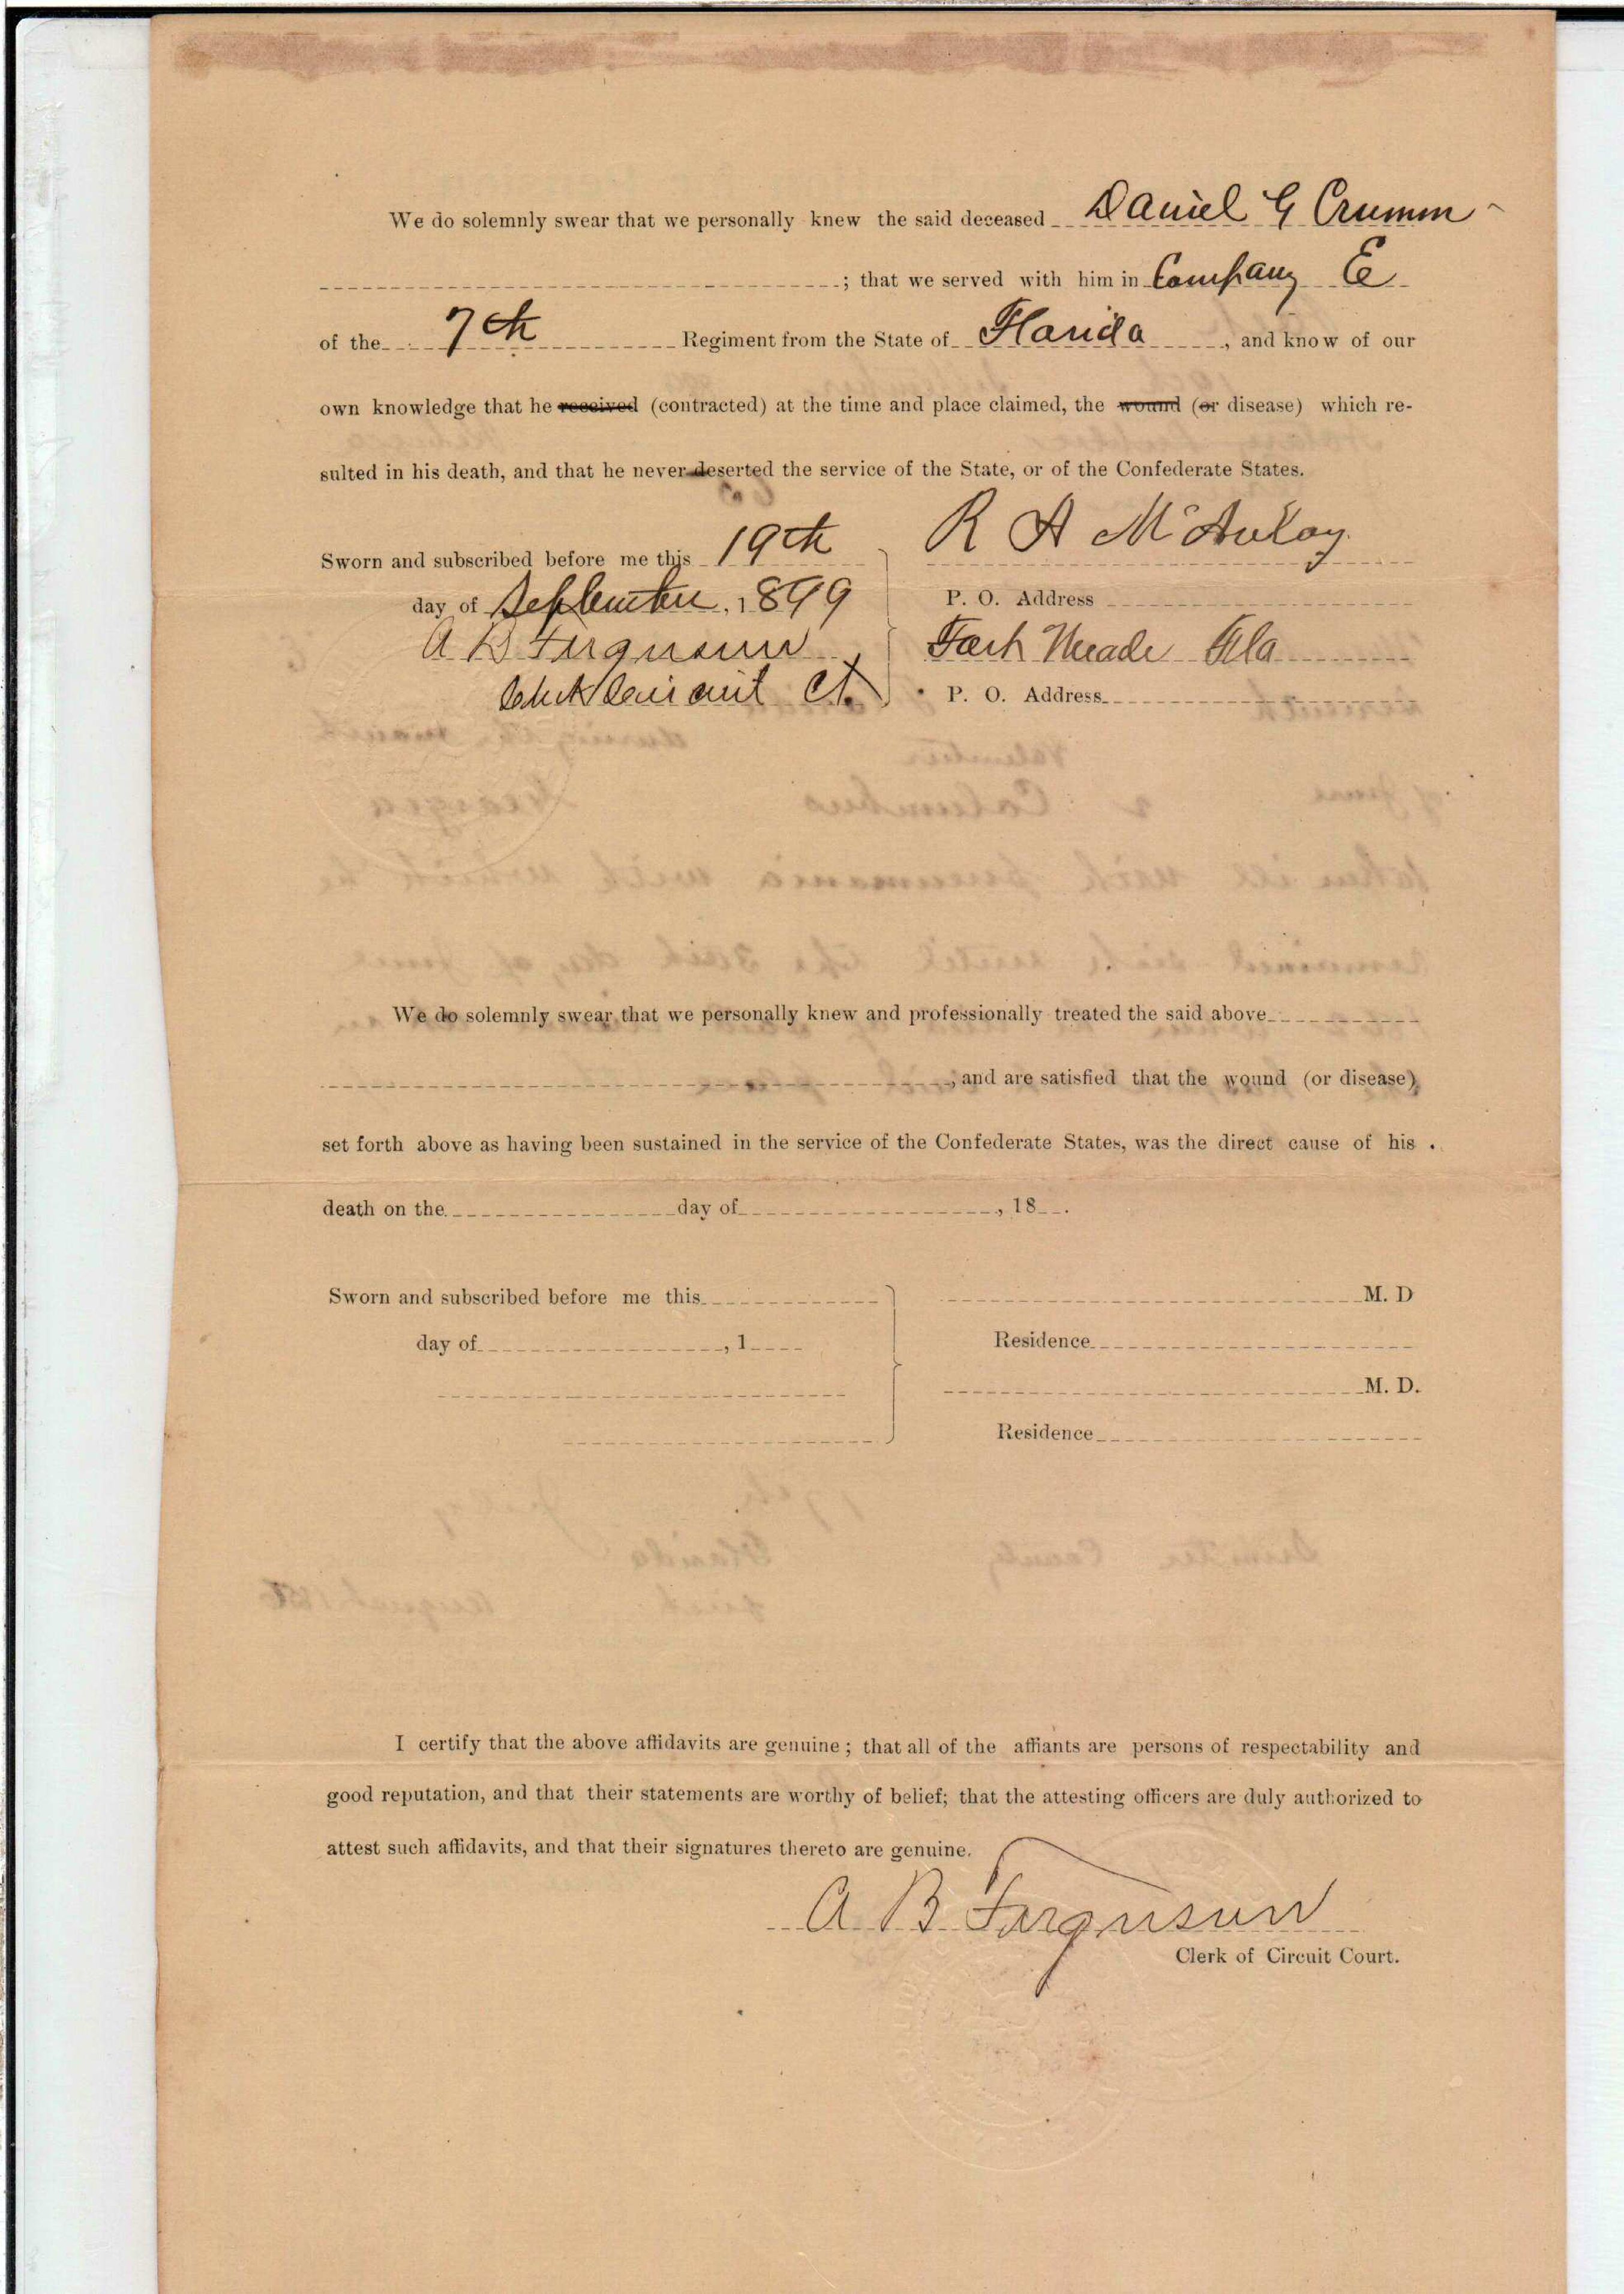 We do solemnly swear that we personally knew the said deceased Daniel G Crumm
; that we served with him in Company E
of the 7th Regiment from the State of Florida, and know of our
own knowledge that he received (contracted) at the time and place claimed, the wound (or disease) which re-
sulted in his death, and that he never deserted the service of the State, or of the Confederate States.
R A McAulay
Sworn and subscribed before me this 19th
day of September, 1899
P. O. Address
A B Ferguson
Fort Meade Fla
Clerk Circuit Ct.
P. O. Address
We do solemnly swear that we personally knew and professionally treated the said above
, and are satisfied that the wound (or disease)
set forth above as having been sustained in the service of the Confederate States, was the direct cause of his
death on the day of , 18 .
Sworn and subscribed before me this M. D
day of , 1 Residence
M. D.
Residence
I certify that the above affidavits are genuine; that all of the affiants are persons of respectability and
good reputation, and that their statements are worthy of belief; that the attesting officers are duly authorized to
attest such affidavits, and that their signatures thereto are genuine.
A B Ferguson
Clerk of Circuit Court.